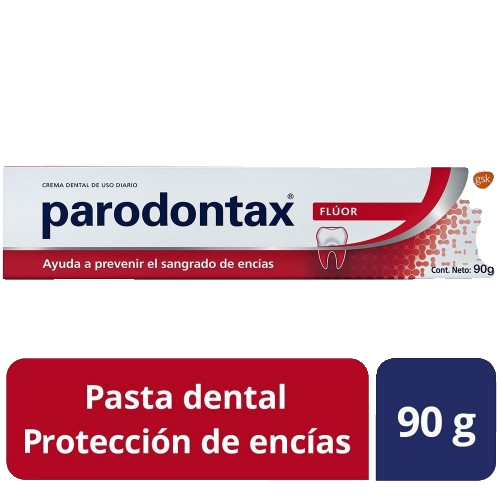 CREMA DENTAL DE USO DIARIO
parodontax®
FLÚOR
gsk
Ayuda a prevenir el sangrado de encías
Cont. Neto: 90g
Pasta dental
Protección de encías
90 g